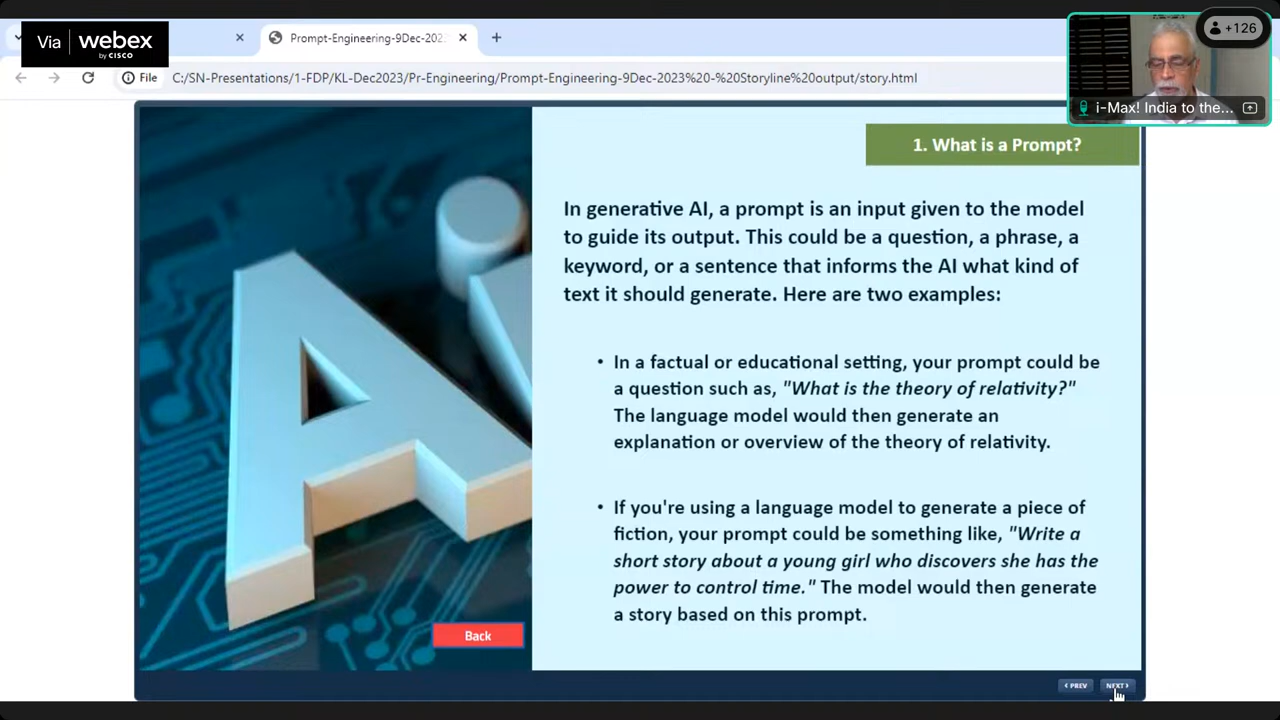 Via webex
by CISCO
Prompt-Engineering-9Dec-202
+126
File C:/SN-Presentations/1-FDP/KL-Dec2023/P-Engineering/Prompt-Engineering-9Dec-2023%20-%20Storyline%20output/story.html
i-Max! India to the...
1. What is a Prompt?
In generative AI, a prompt is an input given to the model
to guide its output. This could be a question, a phrase, a
keyword, or a sentence that informs the AI what kind of
text it should generate. Here are two examples:
• In a factual or educational setting, your prompt could be
a question such as, "What is the theory of relativity?"
The language model would then generate an
explanation or overview of the theory of relativity.
• If you're using a language model to generate a piece of
fiction, your prompt could be something like, "Write a
short story about a young girl who discovers she has the
power to control time." The model would then generate
a story based on this prompt.
Back
PREV NEXT